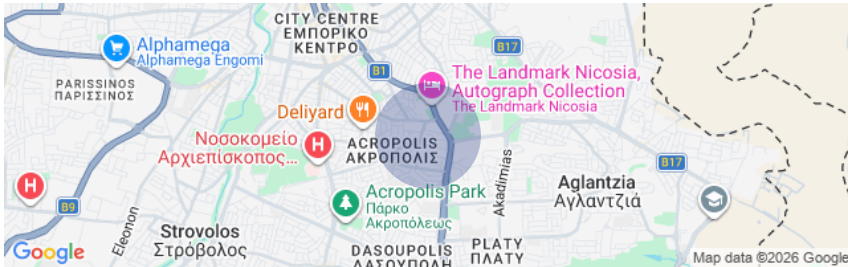 CITY CENTRE
ΕΜΠΟΡΙΚΟ
ΚΕΝΤΡΟ
B17
Alphamega
Alphamega Engomi
B1
The Landmark Nicosia,
Autograph Collection
The Landmark Nicosia
PARISSINOS
ΠΑΡΙΣΣΙΝΟΣ
Deliyard
Νοσοκομείο
Αρχιεπίσκοπος...
H
ACROPOLIS
ΑΚΡΟΠΟΛΙΣ
B17
H
Acropolis Park
Πάρκο
Ακροπόλεως
Akadimias
Aglantzia
Αγλαντζιά
B9
Eleonon
Strovolos
Στρόβολος
DASOUPOLIS
ΔΑΣΟΥΠΟΛΗ
PLATY
ΠΛΑΤΥ
Google
Map data ©2026 Google